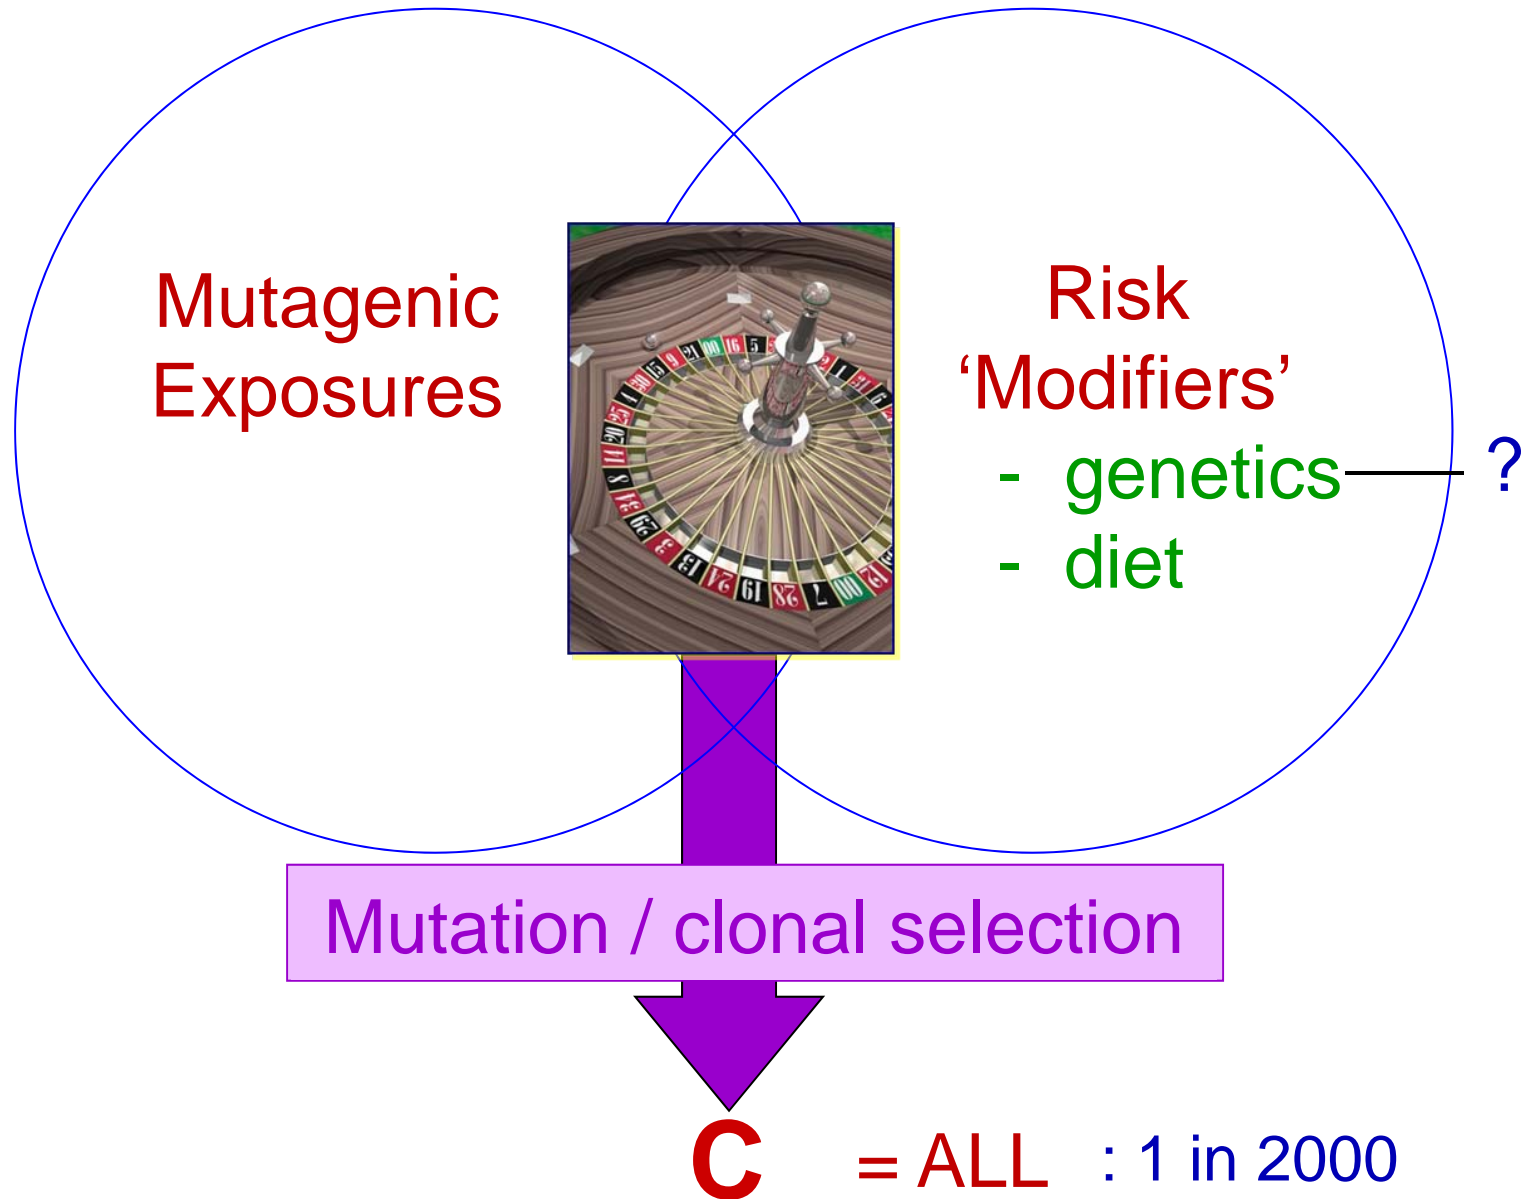 Mutagenic
Exposures
Risk
‘Modifiers’
- genetics — ?
- diet
Mutation / clonal selection
C = ALL : 1 in 2000